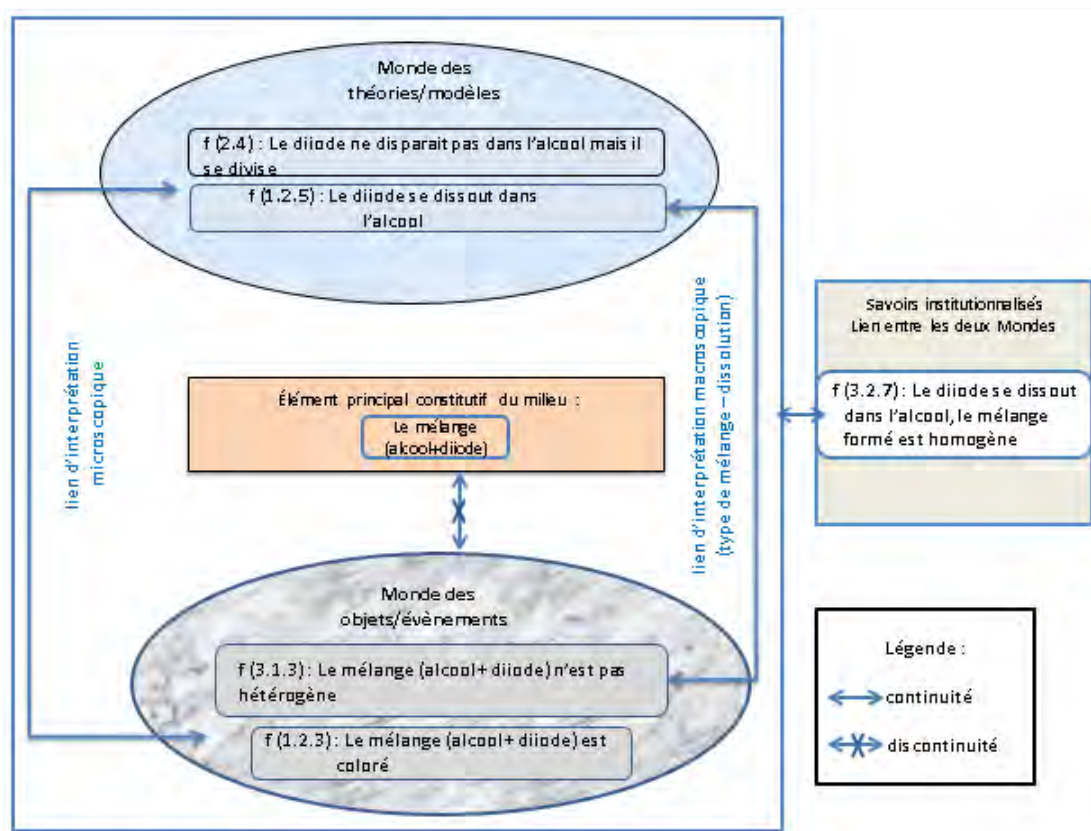 Monde des
théories/modèles
f (2.4) : Le diiode ne disparait pas dans l'alcool mais il
se divise
f (1.2.5) : Le diiode se dissout dans
l'alcool
lien d'interprétation
microscopique
lien d'interprétation macroscopique
(type de mélange – dissolution)
Élément principal constitutif du milieu :
Le mélange
(alcool+diiode)
Monde des
objets/évènements
f (3.1.3) : Le mélange (alcool+ diiode) n'est pas
hétérogène
f (1.2.3) : Le mélange (alcool+ diiode) est
coloré
Savoirs institutionnalisés
Lien entre les deux Mondes
f (3.2.7) : Le diiode se dissout
dans l'alcool, le mélange
formé est homogène
Légende :
continuité
discontinuité